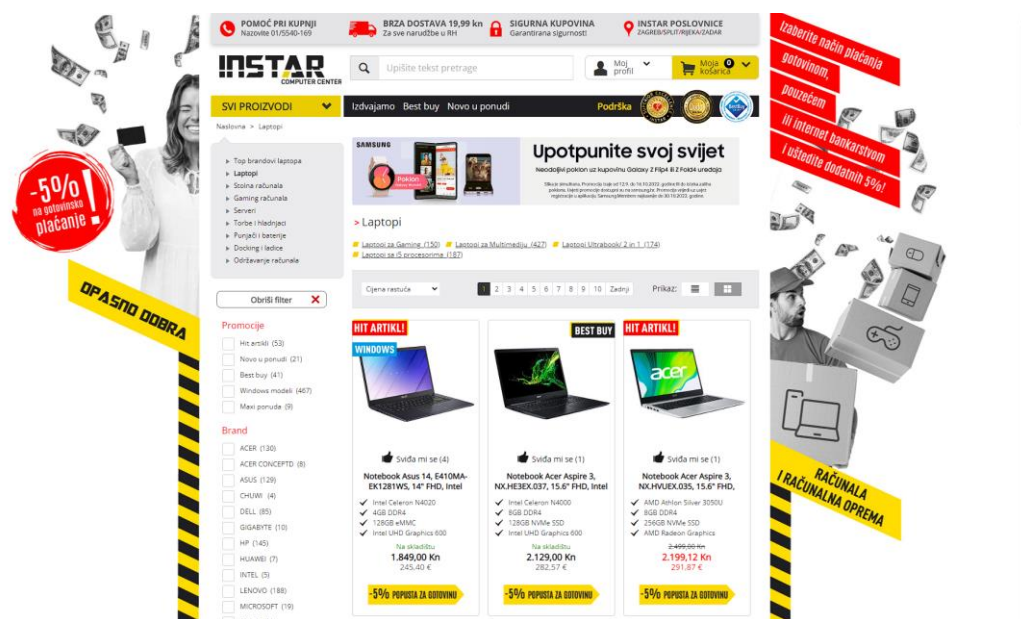 POMOĆ PRI KUPNJI
Nazovite 01/5540-169
BRZA DOSTAVA 19,99 kn
Za sve narudžbe u RH
SIGURNA KUPOVINA
Garantirana sigurnost!
INSTAR POSLOVNICE
ZAGREB/SPLIT/RIJEKA/ZADAR
INSTAR
COMPUTER CENTER
Upišite tekst pretrage
Moj profil
Moja košarica
0
SVI PROIZVODI
Izdvajamo Best buy Novo u ponudi
Podrška
Naslovna > Laptopi
Top brandovi laptopa
Laptopi
Stolna računala
Gaming računala
Serveri
Torbe i hladnjaci
Punjači i baterije
Docking i ladice
Održavanje računala
SAMSUNG
Poklon
Upotpunite svoj svijet
Neodoljivi poklon uz kupovinu Galaxy Z Flip4 ili Z Fold4 uređaja
> Laptopi
Laptopi za Gaming (150)
Laptopi za Multimediju (427)
Laptopi Ultrabook/ 2 in 1 (174)
Laptopi sa i5 procesorima (187)
Cijena rastuća
1 2 3 4 5 6 7 8 9 10 Zadnji
Prikaz:
Obriši filter X
Promocije
Hit artikli (53)
Novo u ponudi (21)
Best buy (41)
Windows modeli (467)
Maxi ponuda (9)
Brand
ACER (130)
ACER CONCEPTD (8)
ASUS (129)
CHUWI (4)
DELL (85)
GIGABYTE (10)
HP (145)
HUAWEI (7)
INTEL (5)
LENOVO (188)
MICROSOFT (19)
HIT ARTIKL!
WINDOWS
Sviđa mi se (4)
Notebook Asus 14, E410MA-
EK1281WS, 14" FHD, Intel
Intel Celeron N4020
4GB DDR4
128GB eMMC
Intel UHD Graphics 600
Na skladištu
1.849,00 Kn
245,40 €
-5% POPUSTA ZA GOTOVINU
BEST BUY
Sviđa mi se (1)
Notebook Acer Aspire 3,
NX.HE3EX.037, 15.6" FHD, Intel
Intel Celeron N4000
8GB DDR4
128GB NVMe SSD
Intel UHD Graphics 600
Na skladištu
2.129,00 Kn
282,57 €
-5% POPUSTA ZA GOTOVINU
HIT ARTIKL!
acer
Sviđa mi se (1)
Notebook Acer Aspire 3,
NX.HVUEX.035, 15.6" FHD,
AMD Athlon Silver 3050U
8GB DDR4
256GB NVMe SSD
AMD Radeon Graphics
2.499,00 Kn
2.199,12 Kn
291,87 €
-5% POPUSTA ZA GOTOVINU
-5%
na gotovinsko
plaćanje!
OPASNO DOBRA
Izaberite način plaćanja
gotovinom,
pouzećem
ili internet bankarstvom
i uštedite dodatnih 5%!
RAČUNALA
I RAČUNALNA OPREMA